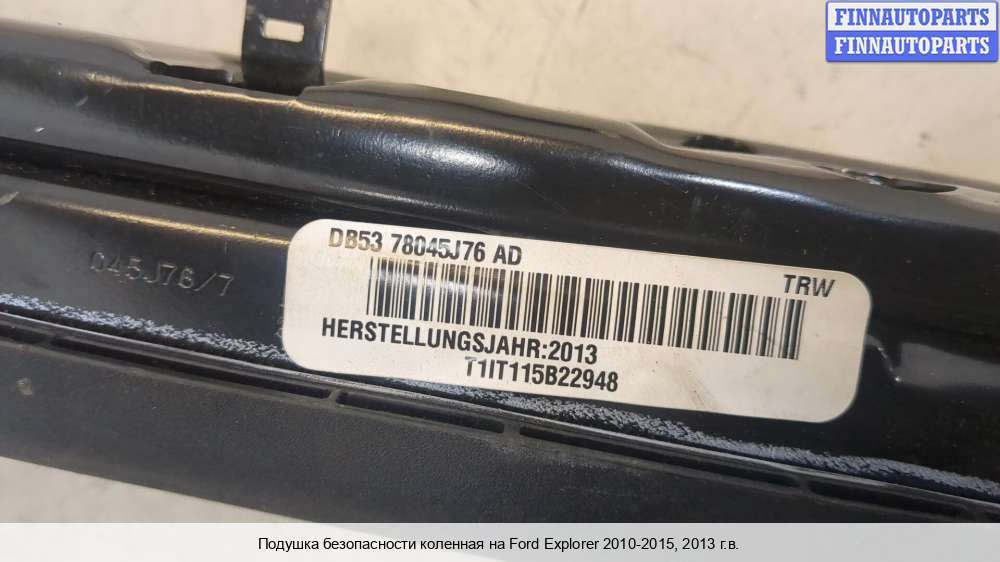 FINNAUTOPARTS
FINNAUTOPARTS
DB53 78045J76 AD
TRW
045J76/7
HERSTELLUNGSJAHR:2013
T1IT115B22948
Подушка безопасности коленная на Ford Explorer 2010-2015, 2013 г.в.